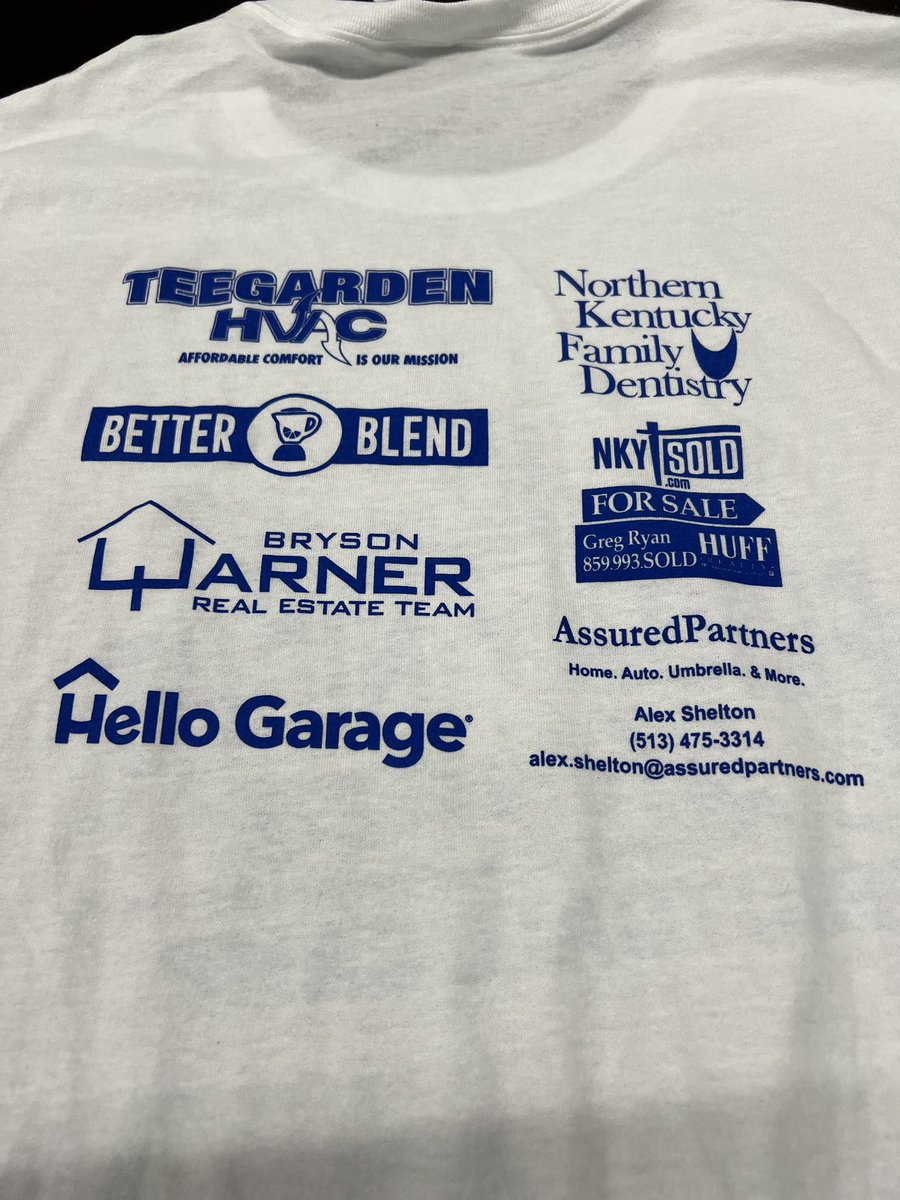 TEEGARDEN
HVAC
AFFORDABLE COMFORT IS OUR MISSION
BETTER BLEND
BRYSON
WARNER
REAL ESTATE TEAM
Hello Garage
Northern
Kentucky
Family
Dentistry
NKY SOLD
.com
FOR SALE
Greg Ryan HUFF
859.993.SOLD
AssuredPartners
Home. Auto. Umbrella. & More.
Alex Shelton
(513) 475-3314
alex.shelton@assuredpartners.com